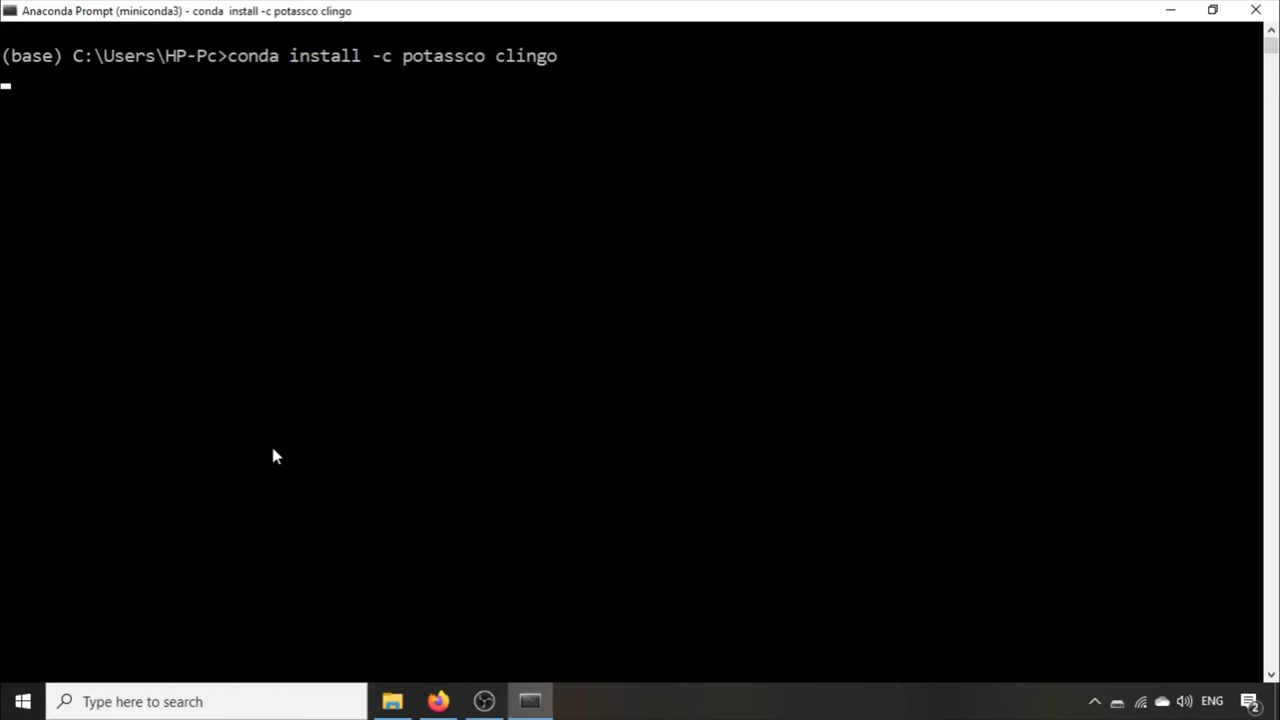 Anaconda Prompt (miniconda3) - conda  install -c potassco clingo
(base) C:\Users\HP-Pc>conda install -c potassco clingo
Type here to search
ENG
2